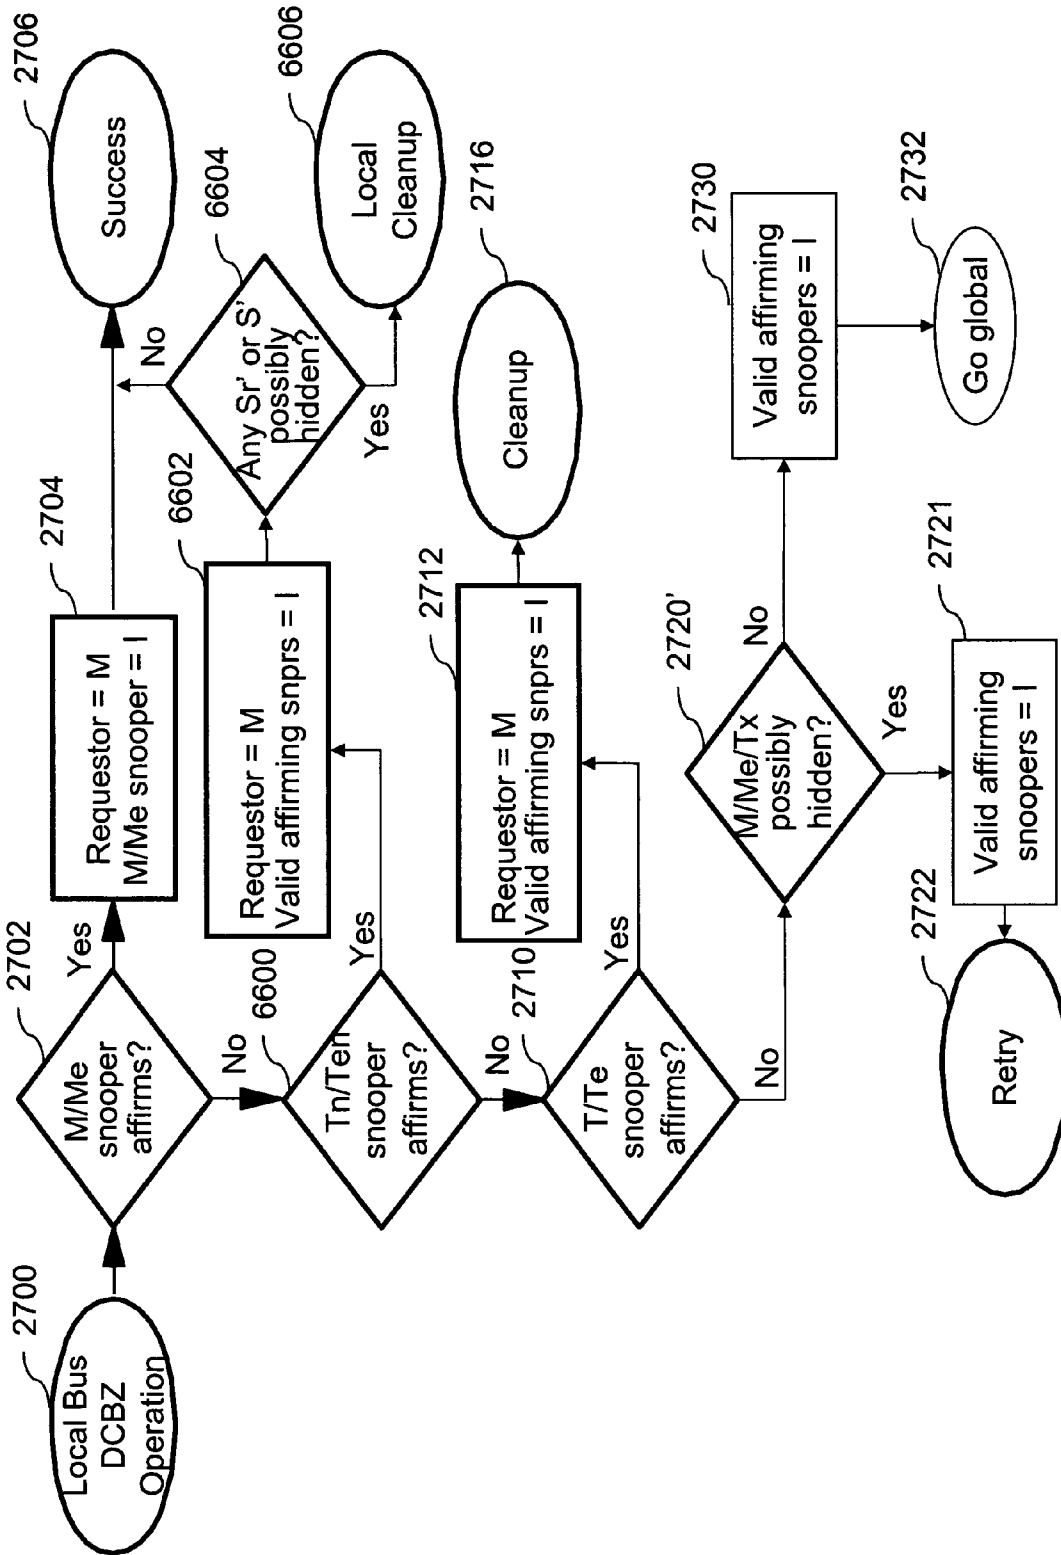 2700
Local Bus
DCBZ
Operation
2702
M/Me
snooper
affirms?
Yes
No
2704
Requestor = M
M/Me snooper = I
2706
Success
6600
Tn/Ten
snooper
affirms?
Yes
No
6602
Requestor = M
Valid affirming snprs = I
6604
Any Sr' or S'
possibly
hidden?
No
Yes
6606
Local
Cleanup
2710
T/Te
snooper
affirms?
Yes
No
2712
Requestor = M
Valid affirming snprs = I
2716
Cleanup
2720'
M/Me/Tx
possibly
hidden?
No
Yes
2730
Valid affirming
snoopers = I
2732
Go global
2721
Valid affirming
snoopers = I
2722
Retry